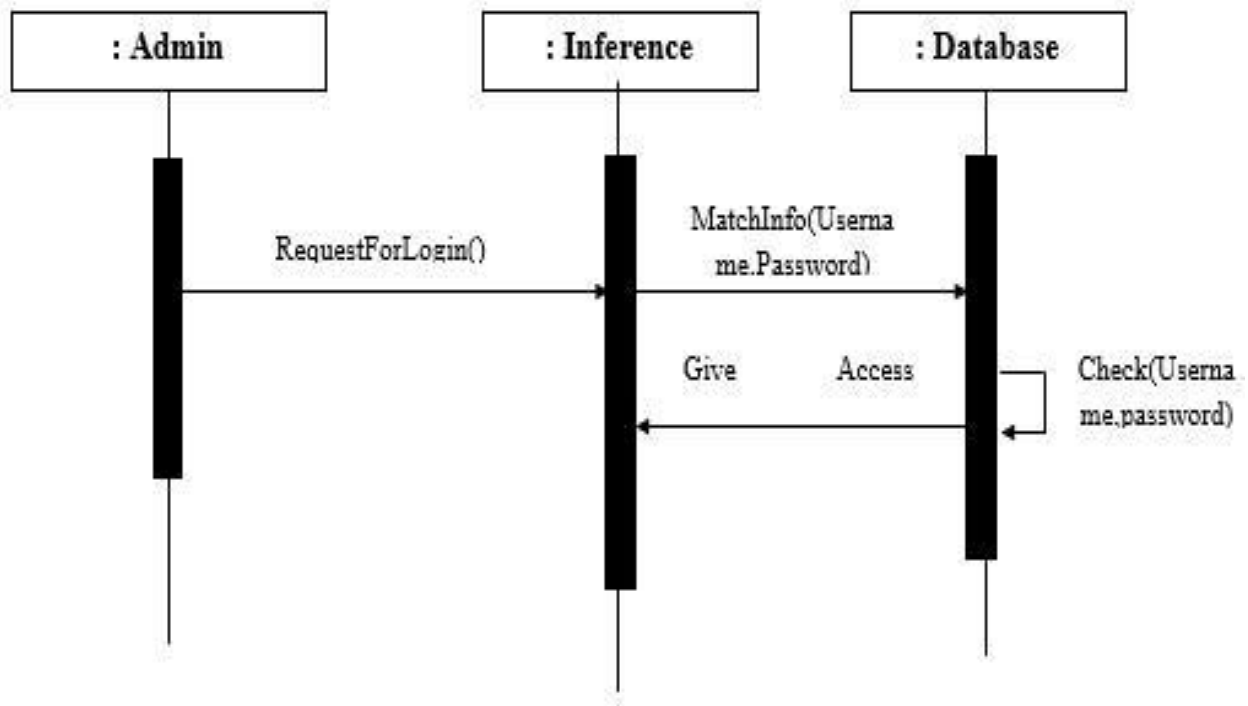 : Admin
: Inference
: Database
RequestForLogin()
MatchInfo(Userna
me.Password)
Give Access
Check(Userna
me,password)